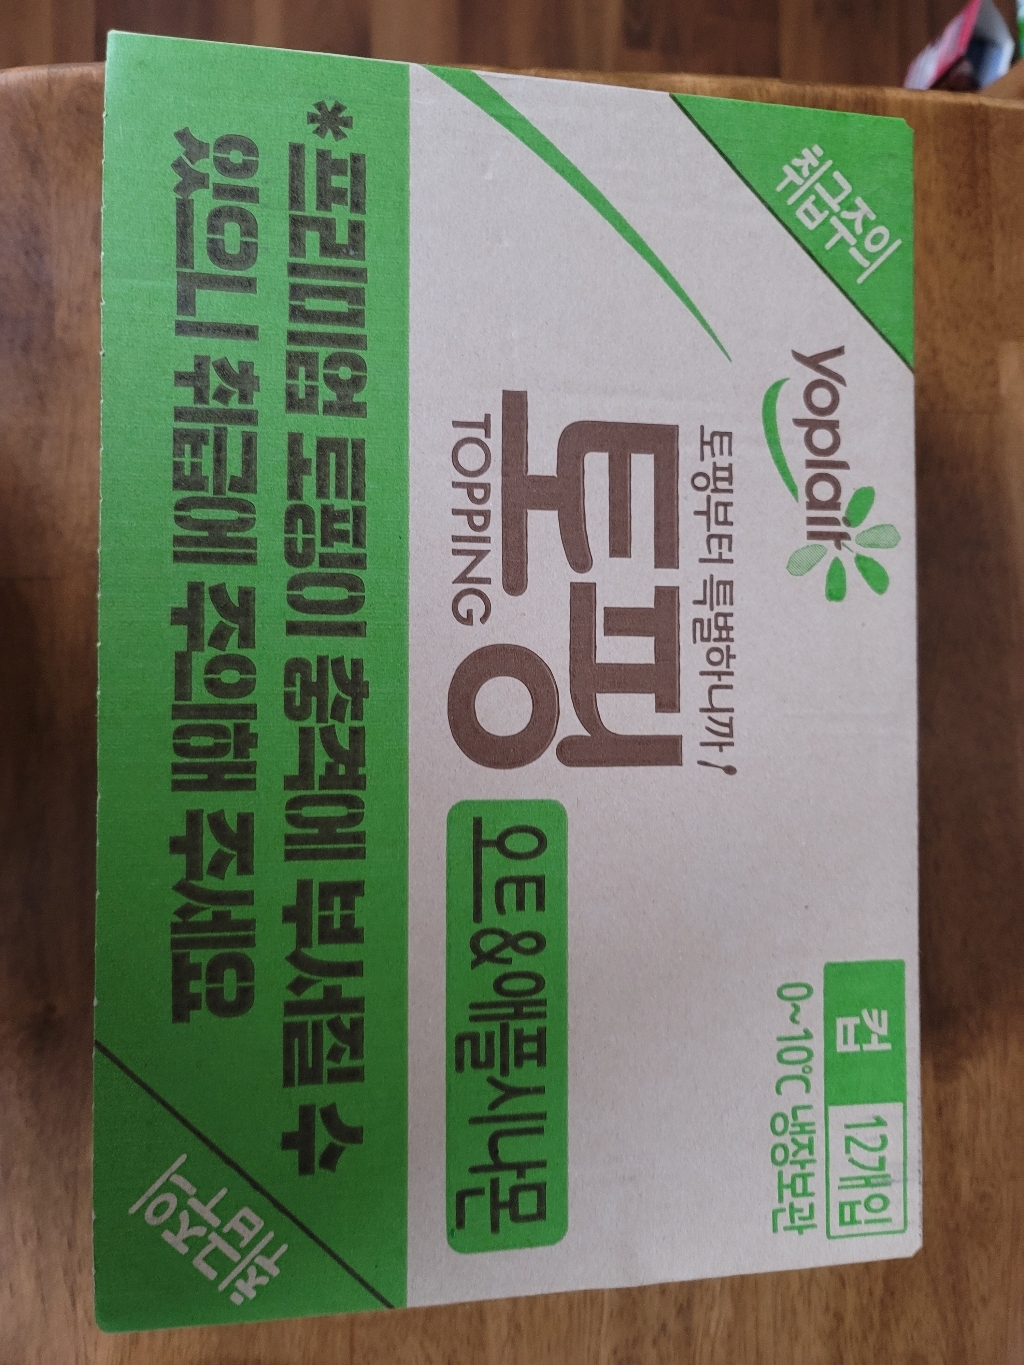 취급주의
yoplait
토핑부터 특별하니까!
토핑
TOPPING
오트&애플시나몬
컵 12개입
0~10℃ 냉장보관
*프리미엄 토핑이 충격에 부서질 수
있으니 취급에 주의해 주세요
취급주의